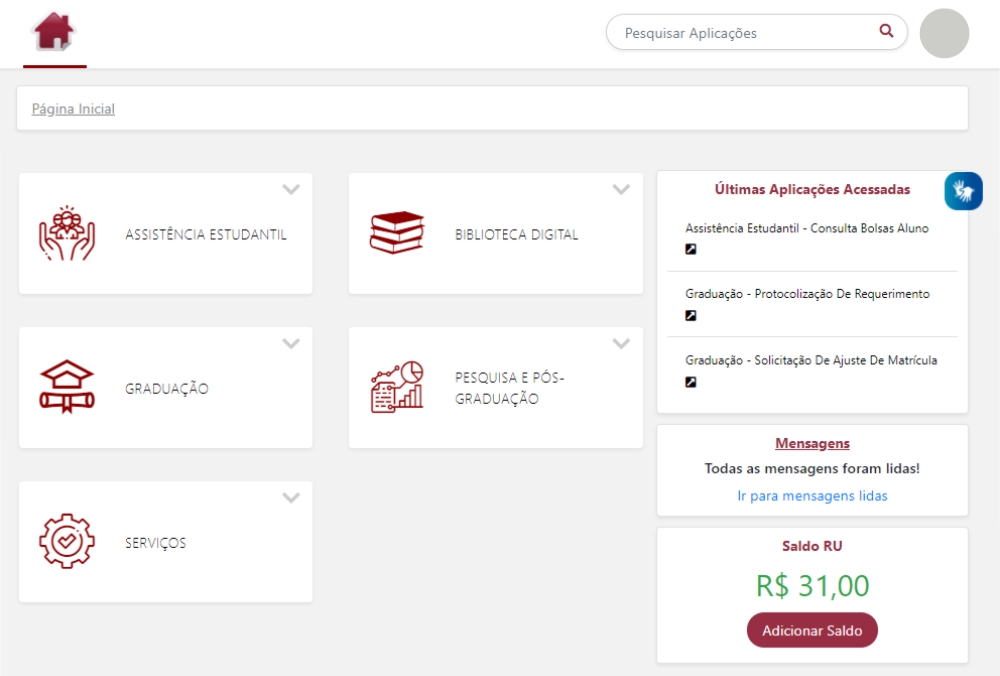 Pesquisar Aplicações
Página Inicial
ASSISTÊNCIA ESTUDANTIL
BIBLIOTECA DIGITAL
GRADUAÇÃO
PESQUISA E PÓS-
GRADUAÇÃO
SERVIÇOS
Últimas Aplicações Acessadas
Assistência Estudantil - Consulta Bolsas Aluno
Graduação - Protocolização De Requerimento
Graduação - Solicitação De Ajuste De Matrícula
Mensagens
Todas as mensagens foram lidas!
Ir para mensagens lidas
Saldo RU
R$ 31,00
Adicionar Saldo